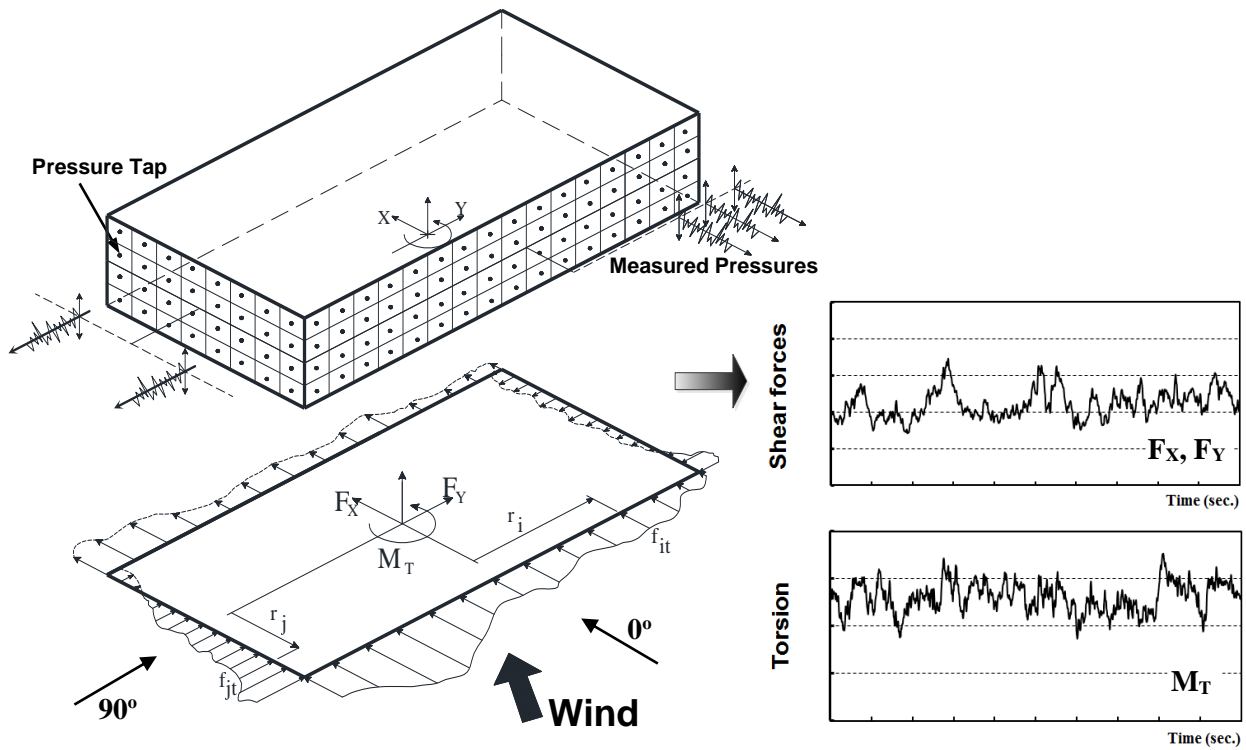 Pressure Tap
X
Y
Measured Pressures
Shear forces
F_X, F_Y
Time (sec.)
F_X
F_Y
M_T
r_i
f_it
r_j
f_jt
0°
90°
Wind
Torsion
M_T
Time (sec.)